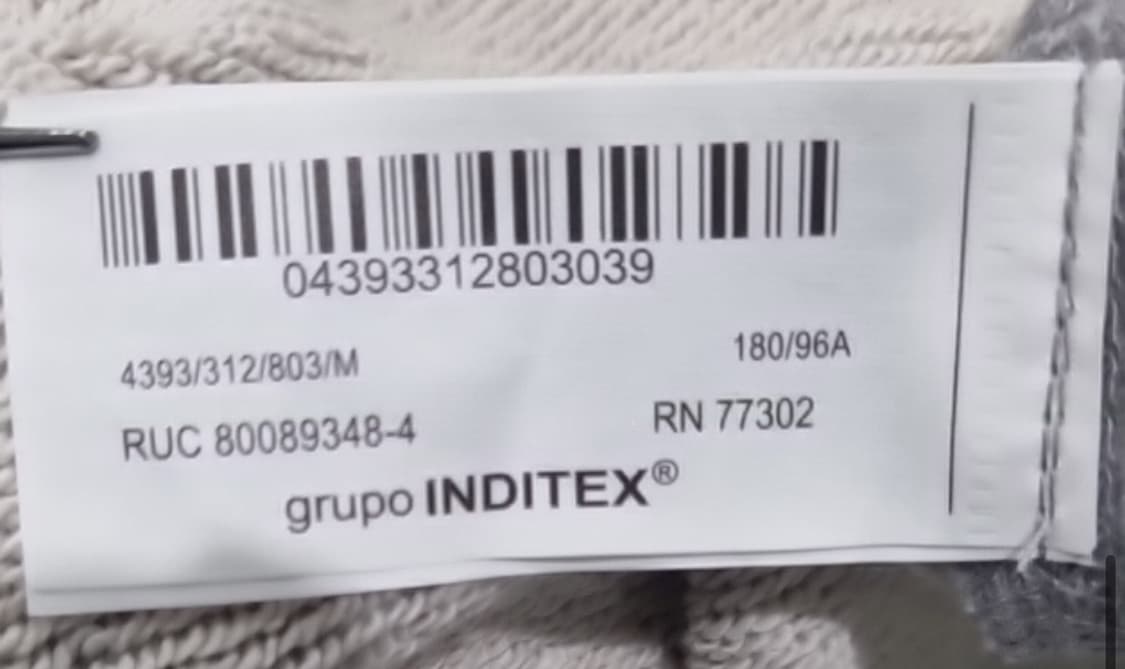 04393312803039
4393/312/803/M 180/96A
RUC 80089348-4 RN 77302
grupo INDITEX®